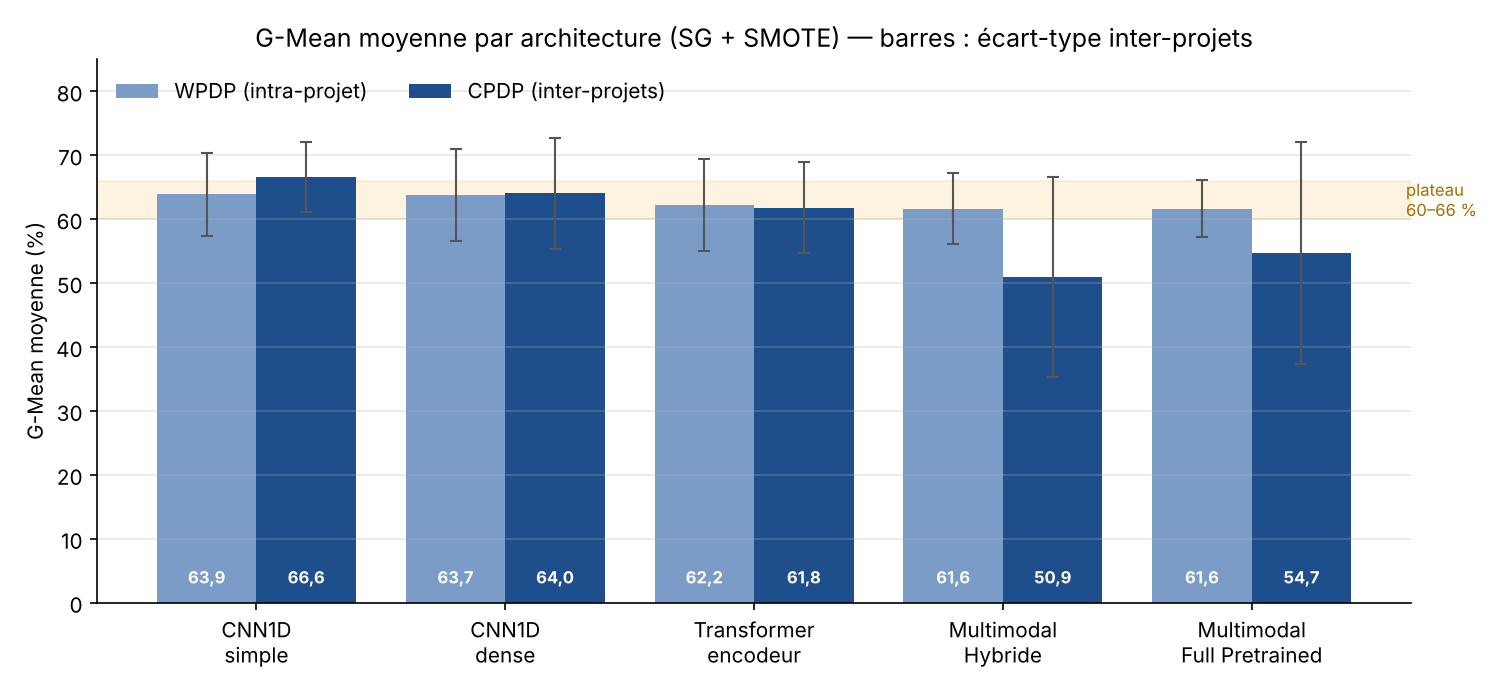 G-Mean moyenne par architecture (SG + SMOTE) — barres : écart-type inter-projets
WPDP (intra-projet)
CPDP (inter-projets)
G-Mean moyenne (%)
80
70
60
50
40
30
20
10
0
plateau
60–66 %
63,9
66,6
63,7
64,0
62,2
61,8
61,6
50,9
61,6
54,7
CNN1D
simple
CNN1D
dense
Transformer
encodeur
Multimodal
Hybride
Multimodal
Full Pretrained